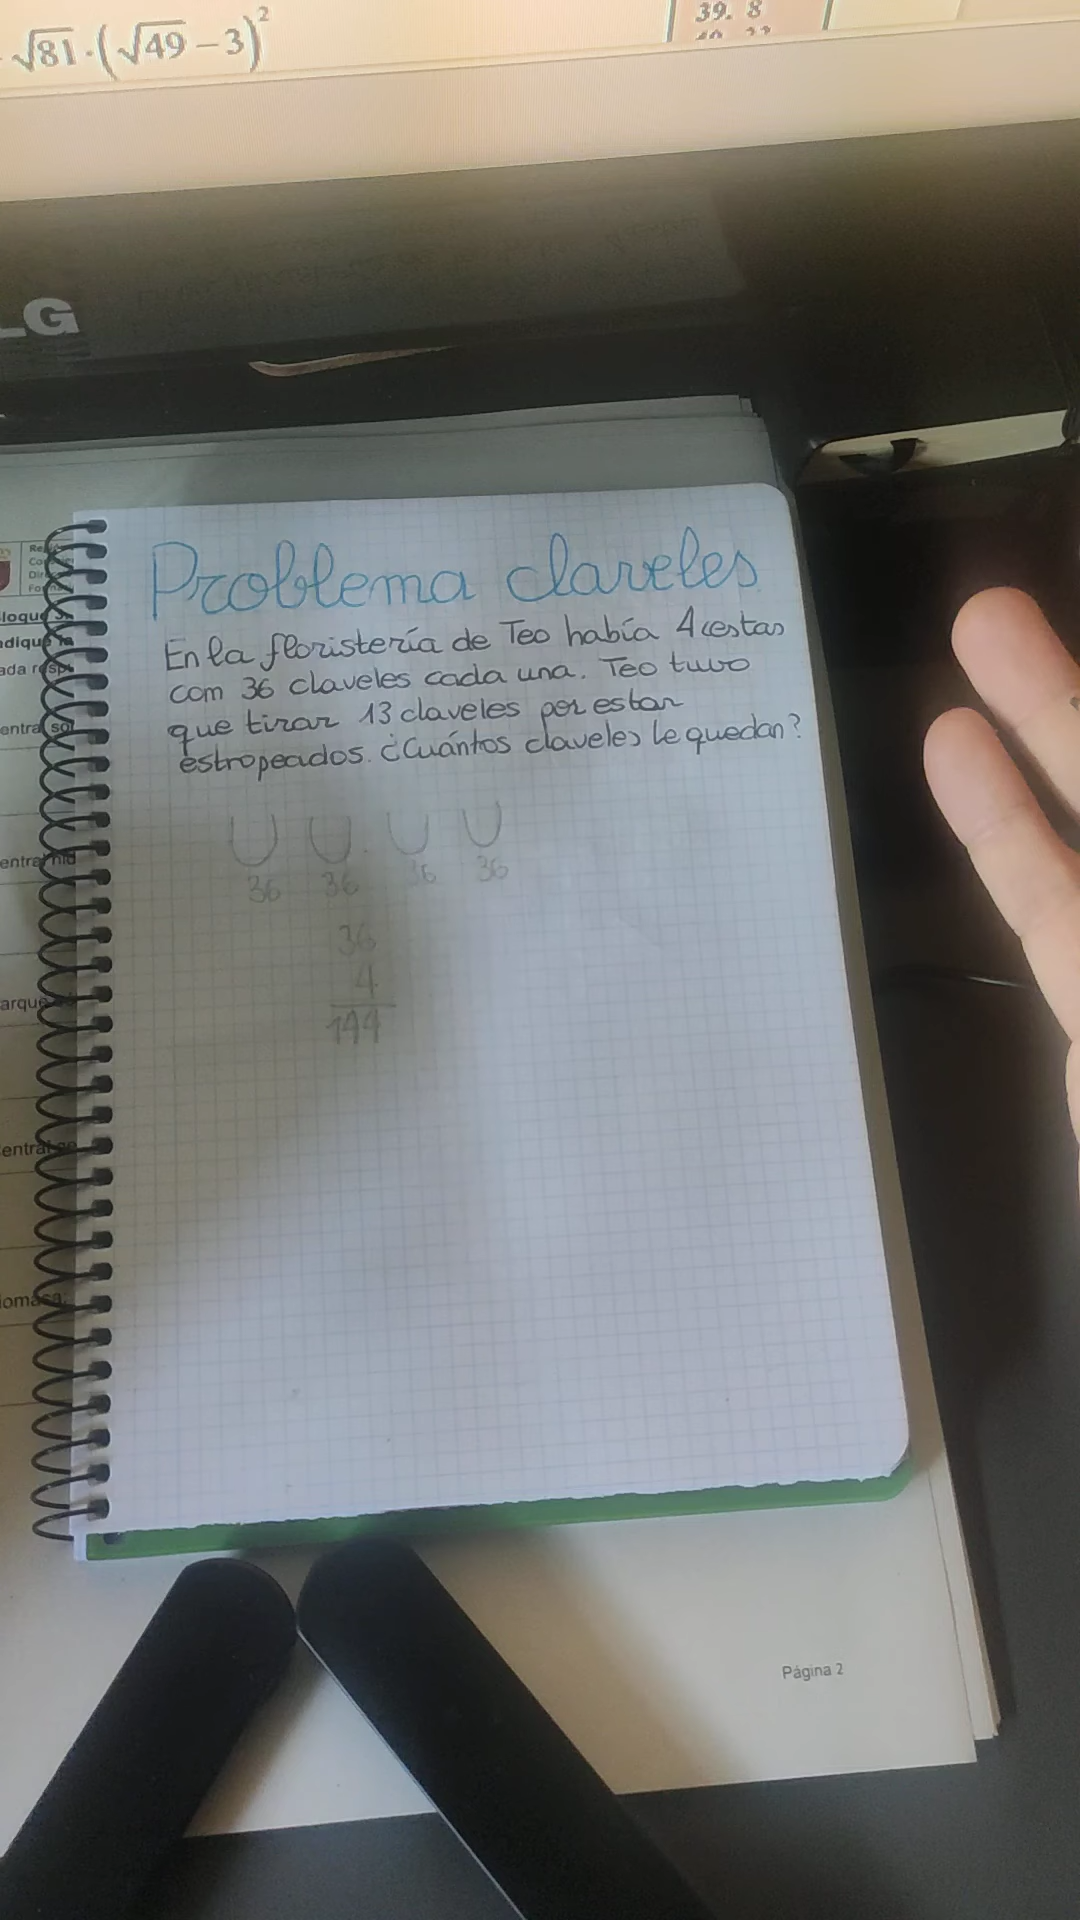 √81·(√49-3)²
39. 8
LG
Página 2
Problema claveles
En la floristería de Teo había 4 cestas
com 36 claveles cada una. Teo tuvo
que tirar 13 claveles por estar
estropeados. ¿Cuántos claveles le quedan?
36 36 36 36
36
4
144